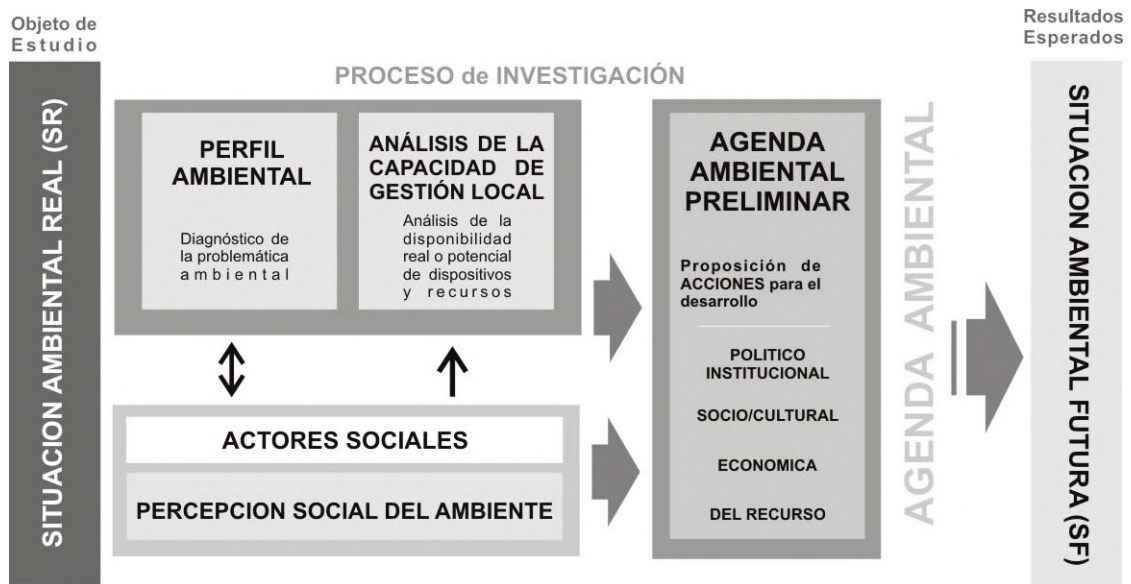 Objeto de
Estudio
SITUACION AMBIENTAL REAL (SR)
PROCESO de INVESTIGACIÓN
PERFIL
AMBIENTAL
Diagnóstico de
la problemática
ambiental
ANÁLISIS DE LA
CAPACIDAD DE
GESTIÓN LOCAL
Análisis de la
disponibilidad
real o potencial
de dispositivos
y recursos
ACTORES SOCIALES
PERCEPCION SOCIAL DEL AMBIENTE
AGENDA
AMBIENTAL
PRELIMINAR
Proposición de
ACCIONES para el
desarrollo
POLITICO
INSTITUCIONAL
SOCIO/CULTURAL
ECONOMICA
DEL RECURSO
AGENDA AMBIENTAL
Resultados
Esperados
SITUACION AMBIENTAL FUTURA (SF)